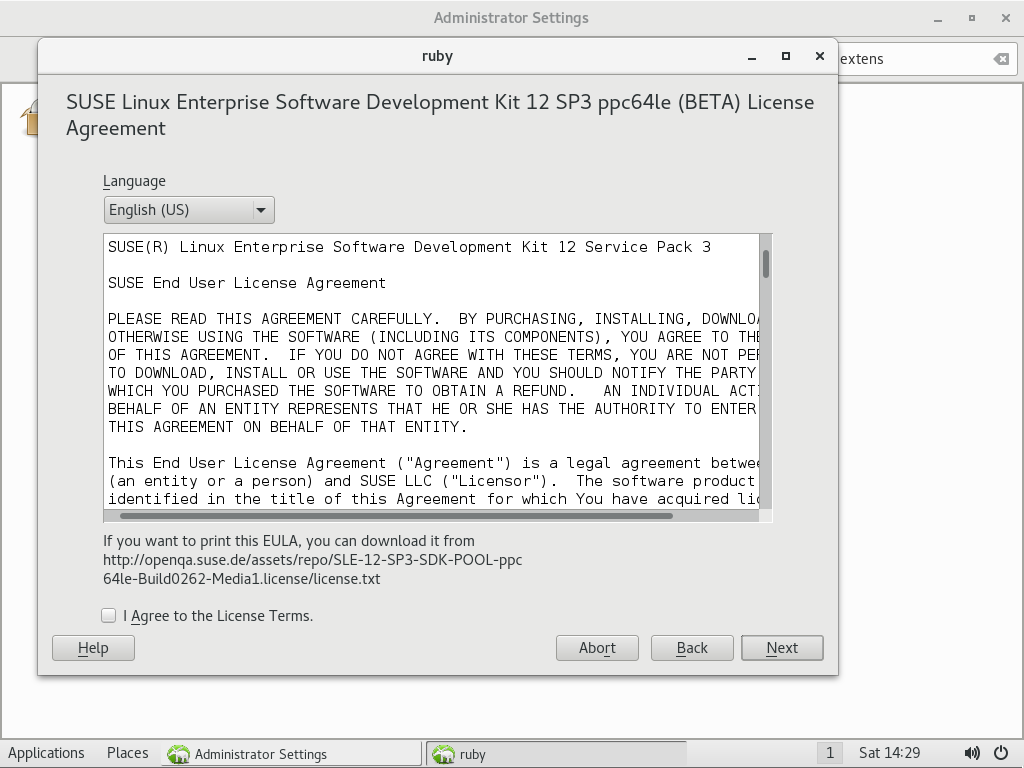 Administrator Settings
extens
ruby
SUSE Linux Enterprise Software Development Kit 12 SP3 ppc64le (BETA) License
Agreement
Language
English (US)
SUSE(R) Linux Enterprise Software Development Kit 12 Service Pack 3
SUSE End User License Agreement
PLEASE READ THIS AGREEMENT CAREFULLY.  BY PURCHASING, INSTALLING, DOWNLOA
OTHERWISE USING THE SOFTWARE (INCLUDING ITS COMPONENTS), YOU AGREE TO THE
OF THIS AGREEMENT.  IF YOU DO NOT AGREE WITH THESE TERMS, YOU ARE NOT PER
TO DOWNLOAD, INSTALL OR USE THE SOFTWARE AND YOU SHOULD NOTIFY THE PARTY
WHICH YOU PURCHASED THE SOFTWARE TO OBTAIN A REFUND.   AN INDIVIDUAL ACTI
BEHALF OF AN ENTITY REPRESENTS THAT HE OR SHE HAS THE AUTHORITY TO ENTER
THIS AGREEMENT ON BEHALF OF THAT ENTITY.
This End User License Agreement ("Agreement") is a legal agreement betwee
(an entity or a person) and SUSE LLC ("Licensor").  The software product
identified in the title of this Agreement for which You have acquired lic
If you want to print this EULA, you can download it from
http://openqa.suse.de/assets/repo/SLE-12-SP3-SDK-POOL-ppc
64le-Build0262-Media1.license/license.txt
I Agree to the License Terms.
Help
Abort
Back
Next
Applications
Places
Administrator Settings
ruby
1
Sat 14:29